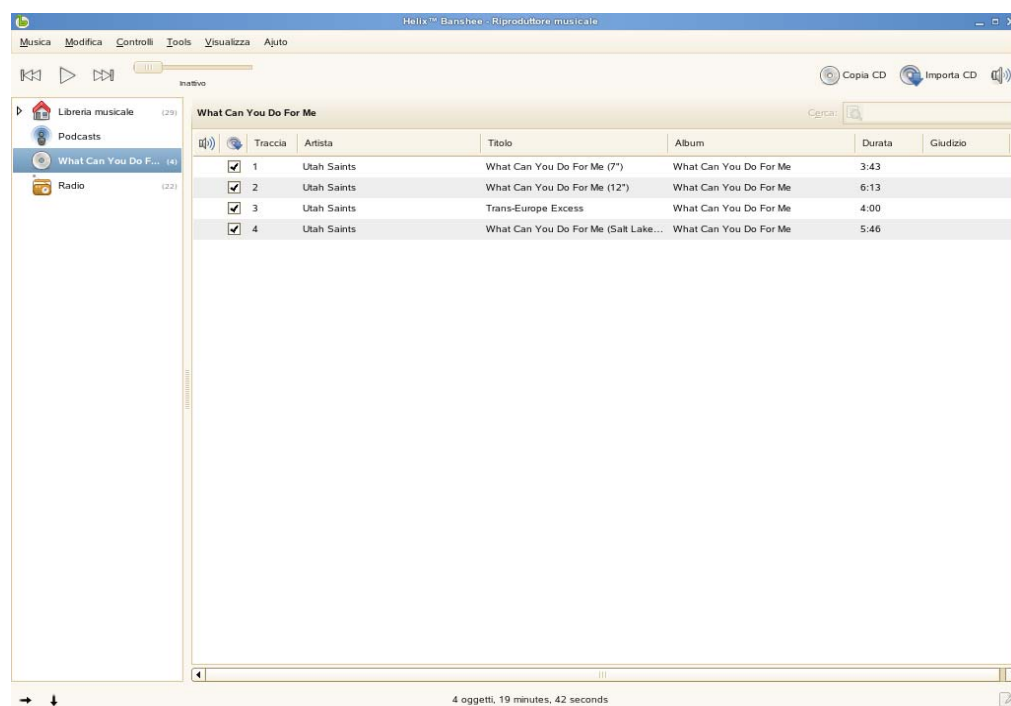 Helix™ Banshee - Riproduttore musicale
Musica Modifica Controlli Tools Visualizza Aiuto
Inattivo
Copia CD Importa CD
Libreria musicale (29)
Podcasts
What Can You Do F... (4)
Radio (22)
What Can You Do For Me
Cerca:
Traccia Artista Titolo Album Durata Giudizio
1 Utah Saints What Can You Do For Me (7") What Can You Do For Me 3:43
2 Utah Saints What Can You Do For Me (12") What Can You Do For Me 6:13
3 Utah Saints Trans-Europe Excess What Can You Do For Me 4:00
4 Utah Saints What Can You Do For Me (Salt Lake... What Can You Do For Me 5:46
4 oggetti, 19 minutes, 42 seconds